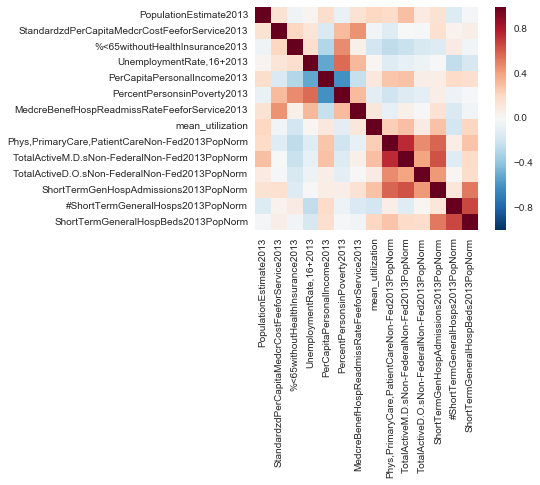 PopulationEstimate2013
StandardzdPerCapitaMedcrCostFeeforService2013
%<65withoutHealthInsurance2013
UnemploymentRate,16+2013
PerCapitaPersonalIncome2013
PercentPersonsinPoverty2013
MedcreBenefHospReadmissRateFeeforService2013
mean_utilization
Phys,PrimaryCare,PatientCareNon-Fed2013PopNorm
TotalActiveM.D.sNon-FederalNon-Fed2013PopNorm
TotalActiveD.O.sNon-FederalNon-Fed2013PopNorm
ShortTermGenHospAdmissions2013PopNorm
#ShortTermGeneralHosps2013PopNorm
ShortTermGeneralHospBeds2013PopNorm
0.8
0.4
0.0
−0.4
−0.8
PopulationEstimate2013
StandardzdPerCapitaMedcrCostFeeforService2013
%<65withoutHealthInsurance2013
UnemploymentRate,16+2013
PerCapitaPersonalIncome2013
PercentPersonsinPoverty2013
MedcreBenefHospReadmissRateFeeforService2013
mean_utilization
Phys,PrimaryCare,PatientCareNon-Fed2013PopNorm
TotalActiveM.D.sNon-FederalNon-Fed2013PopNorm
TotalActiveD.O.sNon-FederalNon-Fed2013PopNorm
ShortTermGenHospAdmissions2013PopNorm
#ShortTermGeneralHosps2013PopNorm
ShortTermGeneralHospBeds2013PopNorm